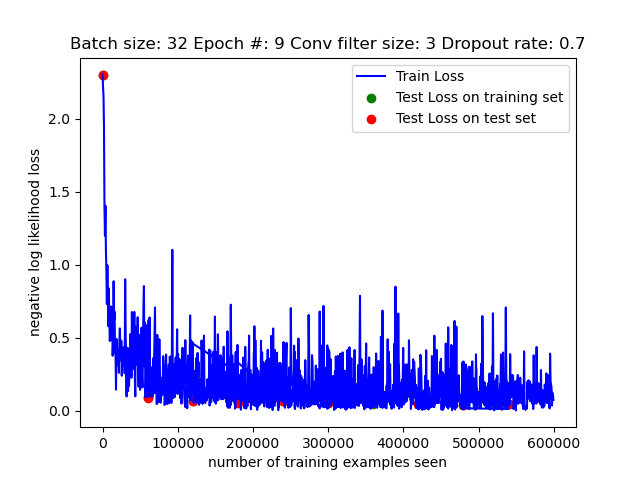 Batch size: 32 Epoch #: 9 Conv filter size: 3 Dropout rate: 0.7
Train Loss
Test Loss on training set
Test Loss on test set
negative log likelihood loss
2.0
1.5
1.0
0.5
0.0
0 100000 200000 300000 400000 500000 600000
number of training examples seen